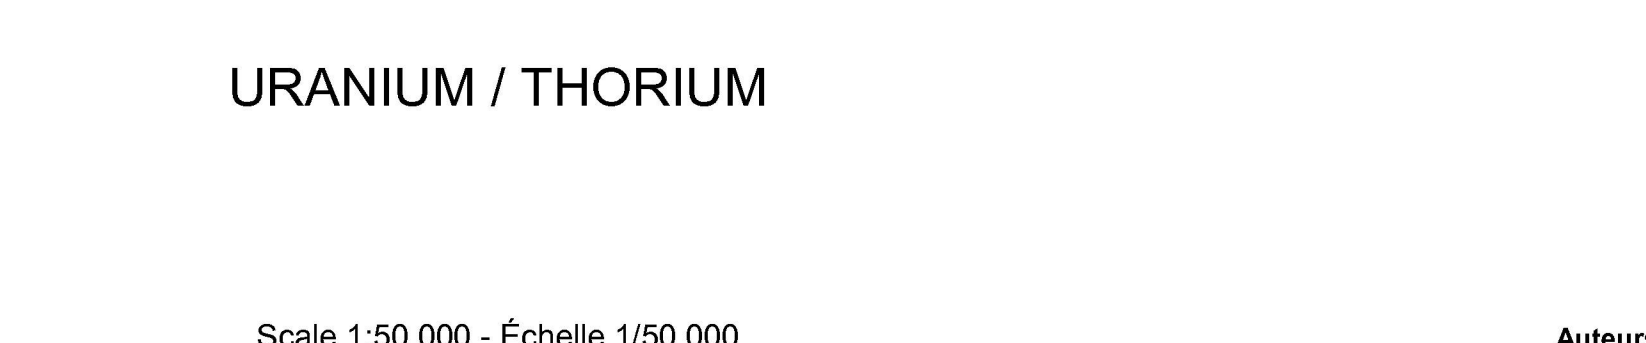 URANIUM / THORIUM
Scale 1:50 000 - Échelle 1/50 000